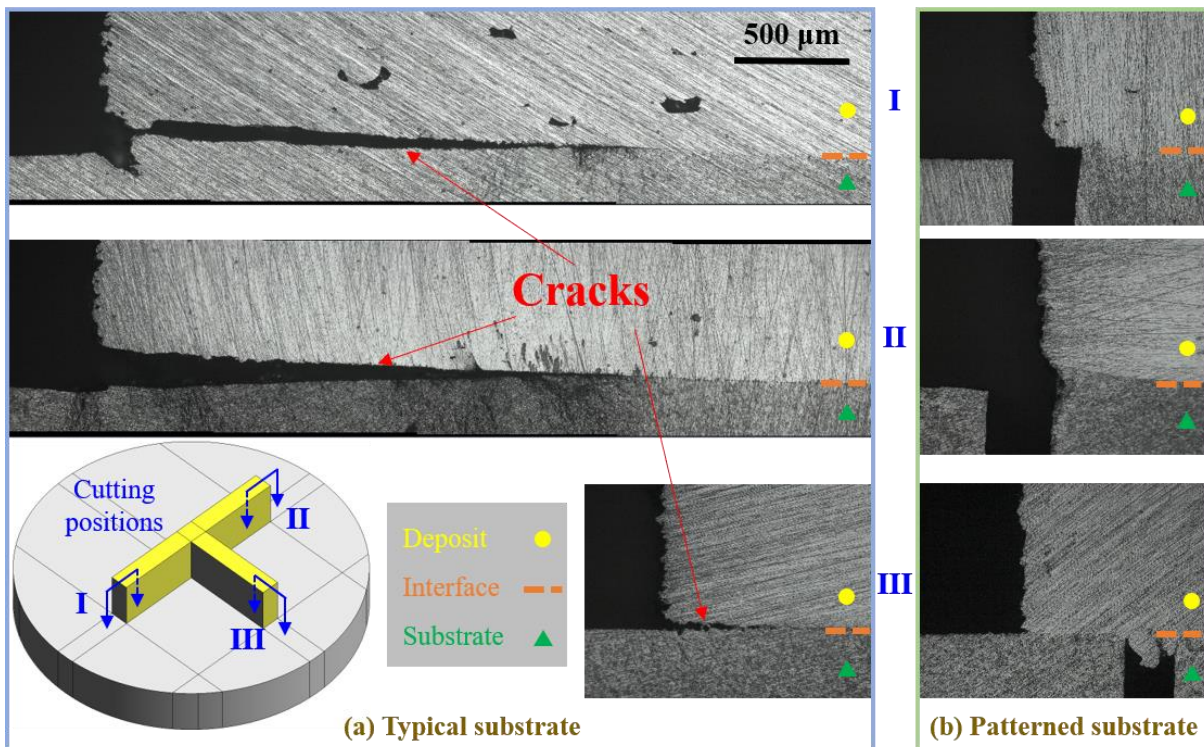 500 µm
I
Cracks
II
Cutting
positions
II
I
III
Deposit
Interface
Substrate
III
(a) Typical substrate
(b) Patterned substrate